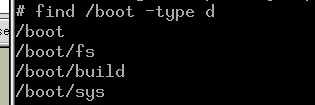 # find /boot -type d
/boot
/boot/fs
/boot/build
/boot/sys